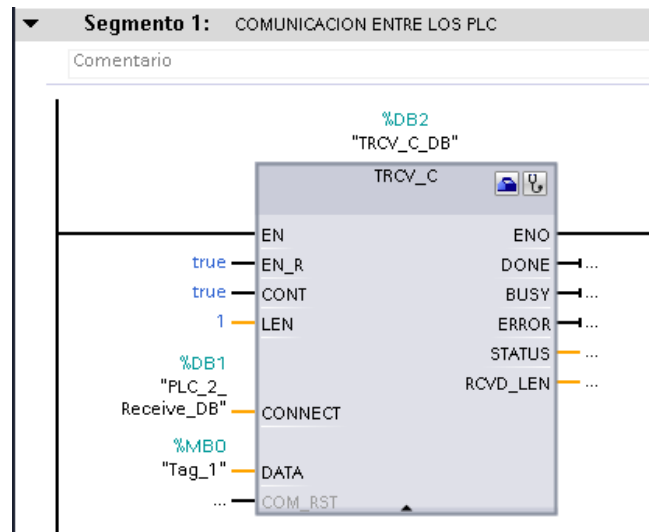 Segmento 1: COMUNICACION ENTRE LOS PLC
Comentario
%DB2
"TRCV_C_DB"
TRCV_C
EN ENO
true EN_R DONE ...
true CONT BUSY ...
1 LEN ERROR ...
STATUS ...
%DB1
"PLC_2_ RCVD_LEN ...
Receive_DB" CONNECT
%MB0
"Tag_1" DATA
... COM_RST